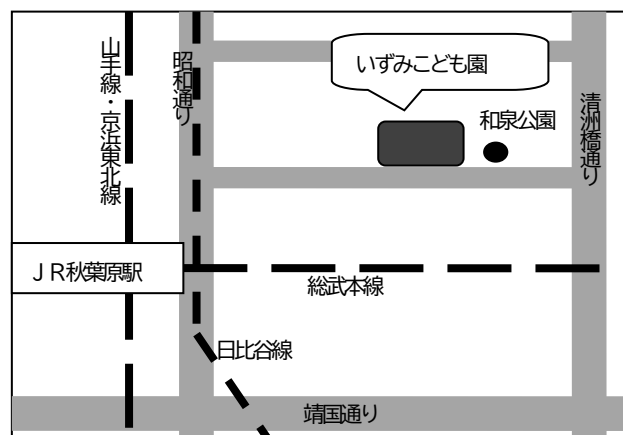 山手線・京浜東北線
昭和通り
いずみこども園
和泉公園
清洲橋通り
ＪＲ秋葉原駅
総武本線
日比谷線
靖国通り